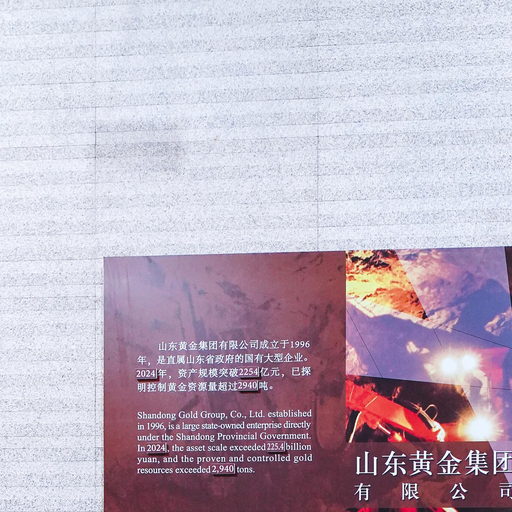 山东黄金集团有限公司成立于1996
年，是直属山东省政府的国有大型企业。
2024年，资产规模突破2254亿元，已探
明控制黄金资源量超过2940吨。
Shandong Gold Group, Co., Ltd. established
in 1996, is a large state-owned enterprise directly
under the Shandong Provincial Government.
In 2024, the asset scale exceeded 225.4 billion
yuan, and the proven and controlled gold
resources exceeded 2,940 tons.
山东黄金集团
有限公司